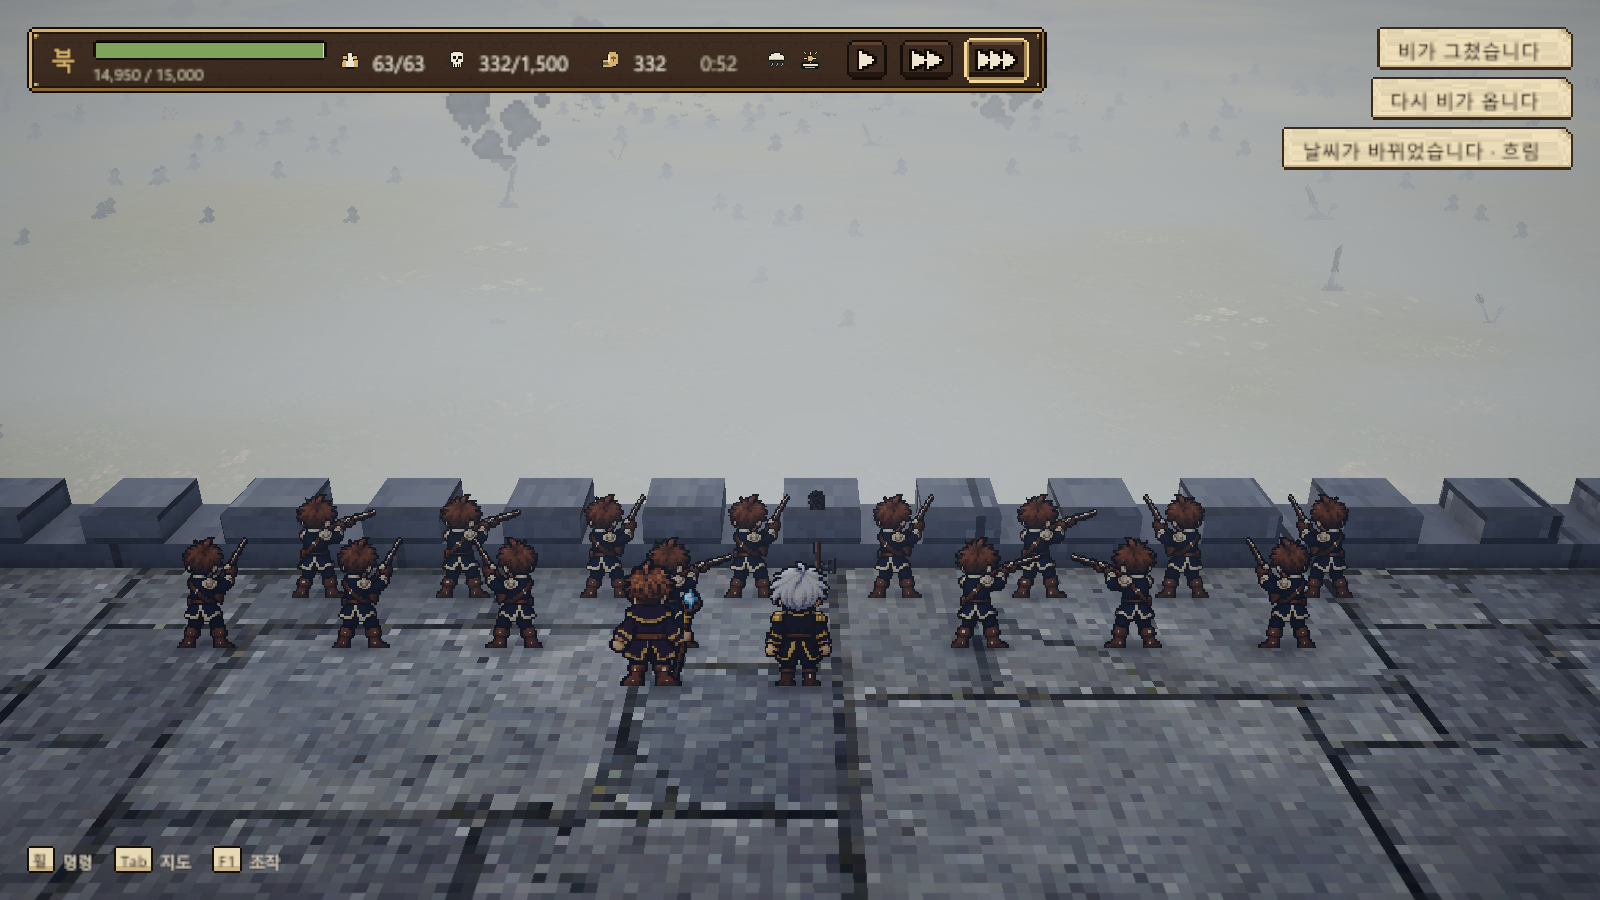 북
14,950 / 15,000
63/63
332/1,500
332
0:52
비가 그쳤습니다
다시 비가 옵니다
날씨가 바뀌었습니다 · 흐림
휠 명령 Tab 지도 F1 조작